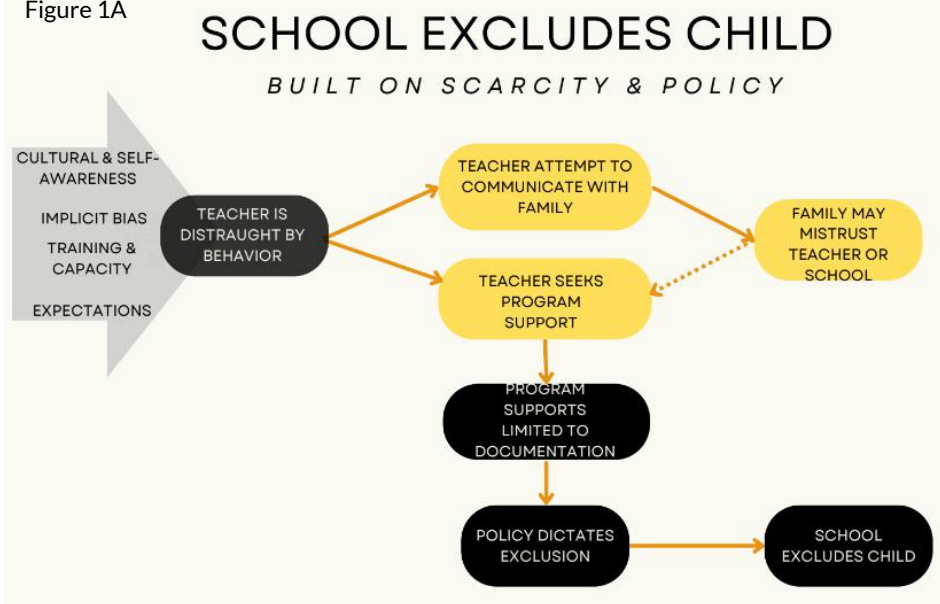 Figure 1A
SCHOOL EXCLUDES CHILD
BUILT ON SCARCITY & POLICY
CULTURAL & SELF-
AWARENESS
IMPLICIT BIAS
TRAINING &
CAPACITY
EXPECTATIONS
TEACHER IS
DISTRAUGHT BY
BEHAVIOR
TEACHER ATTEMPT TO
COMMUNICATE WITH
FAMILY
FAMILY MAY
MISTRUST
TEACHER OR
SCHOOL
TEACHER SEEKS
PROGRAM
SUPPORT
PROGRAM
SUPPORTS
LIMITED TO
DOCUMENTATION
POLICY DICTATES
EXCLUSION
SCHOOL
EXCLUDES CHILD